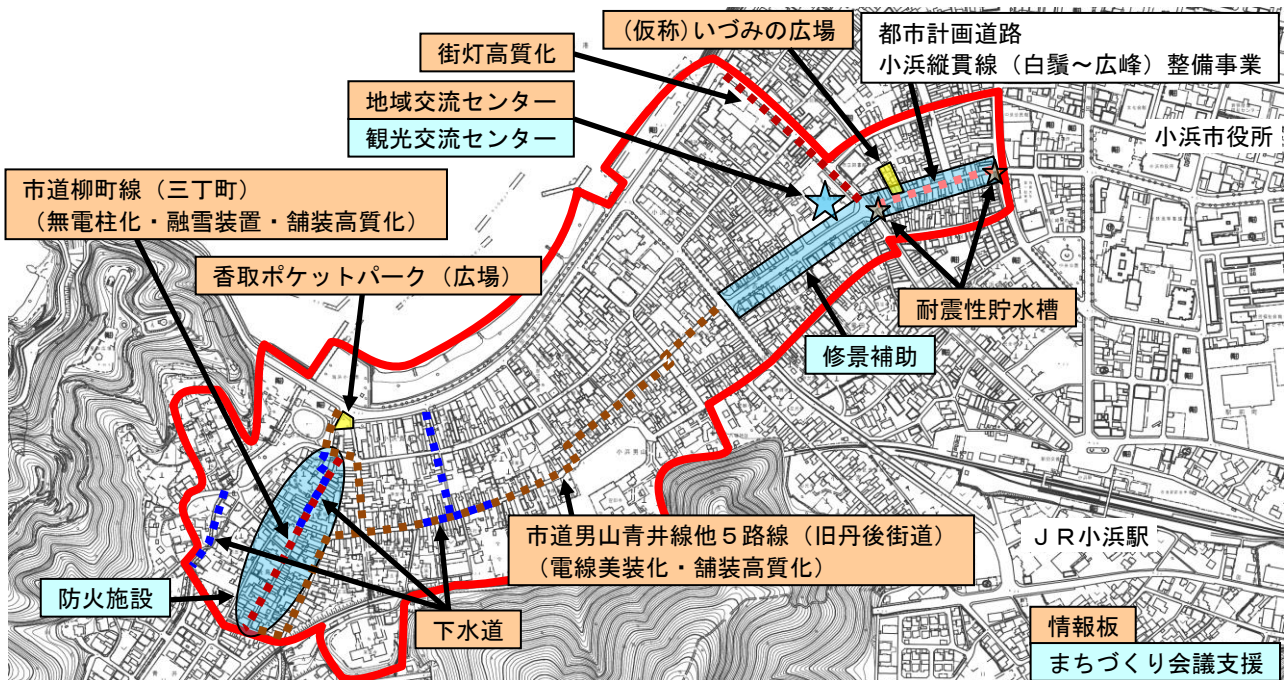 (仮称)いづみの広場
都市計画道路
小浜縦貫線（白鬚～広峰）整備事業
街灯高質化
地域交流センター
観光交流センター
小浜市役所
市道柳町線（三丁町）
（無電柱化・融雪装置・舗装高質化）
香取ポケットパーク（広場）
耐震性貯水槽
修景補助
市道男山青井線他５路線（旧丹後街道）
（電線美装化・舗装高質化）
ＪＲ小浜駅
防火施設
下水道
情報板
まちづくり会議支援